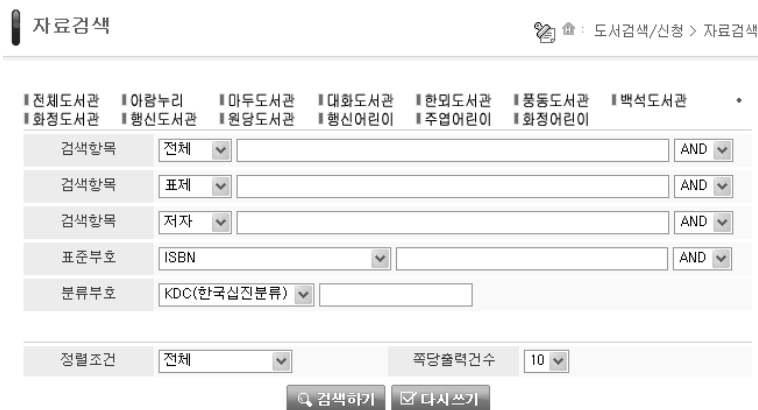 자료검색
: 도서검색/신청 > 자료검색
전체도서관 아람누리 마두도서관 대화도서관 한뫼도서관 풍동도서관 백석도서관
화정도서관 행신도서관 원당도서관 행신어린이 주엽어린이 화정어린이
검색항목 전체 AND
검색항목 표제 AND
검색항목 저자 AND
표준부호 ISBN AND
분류부호 KDC(한국십진분류)
정렬조건 전체 쪽당출력건수 10
검색하기 다시쓰기